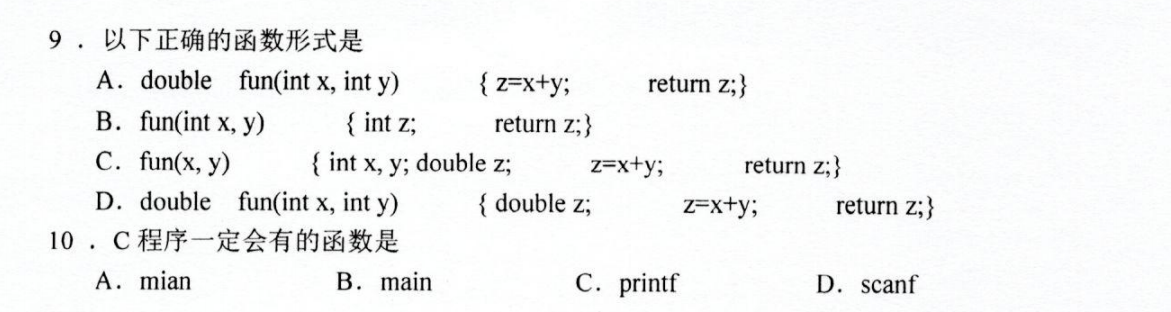 9 ．以下正确的函数形式是
A．double fun(int x, int y) { z=x+y; return z;}
B．fun(int x, y) { int z; return z;}
C．fun(x, y) { int x, y; double z; z=x+y; return z;}
D．double fun(int x, int y) { double z; z=x+y; return z;}
10 ．C 程序一定会有的函数是
A．mian B．main C．printf D．scanf